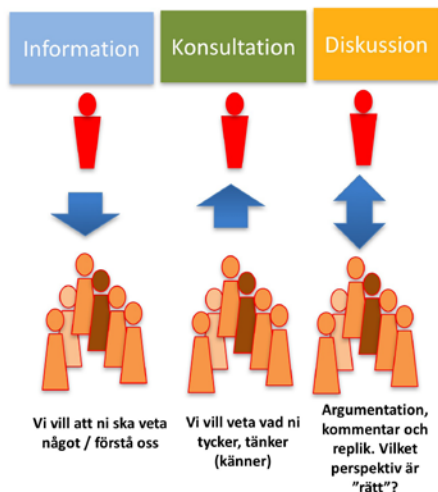 Information
Konsultation
Diskussion
Vi vill att ni ska veta
något / förstå oss
Vi vill veta vad ni
tycker, tänker
(känner)
Argumentation,
kommentar och
replik. Vilket
perspektiv är
”rätt”?